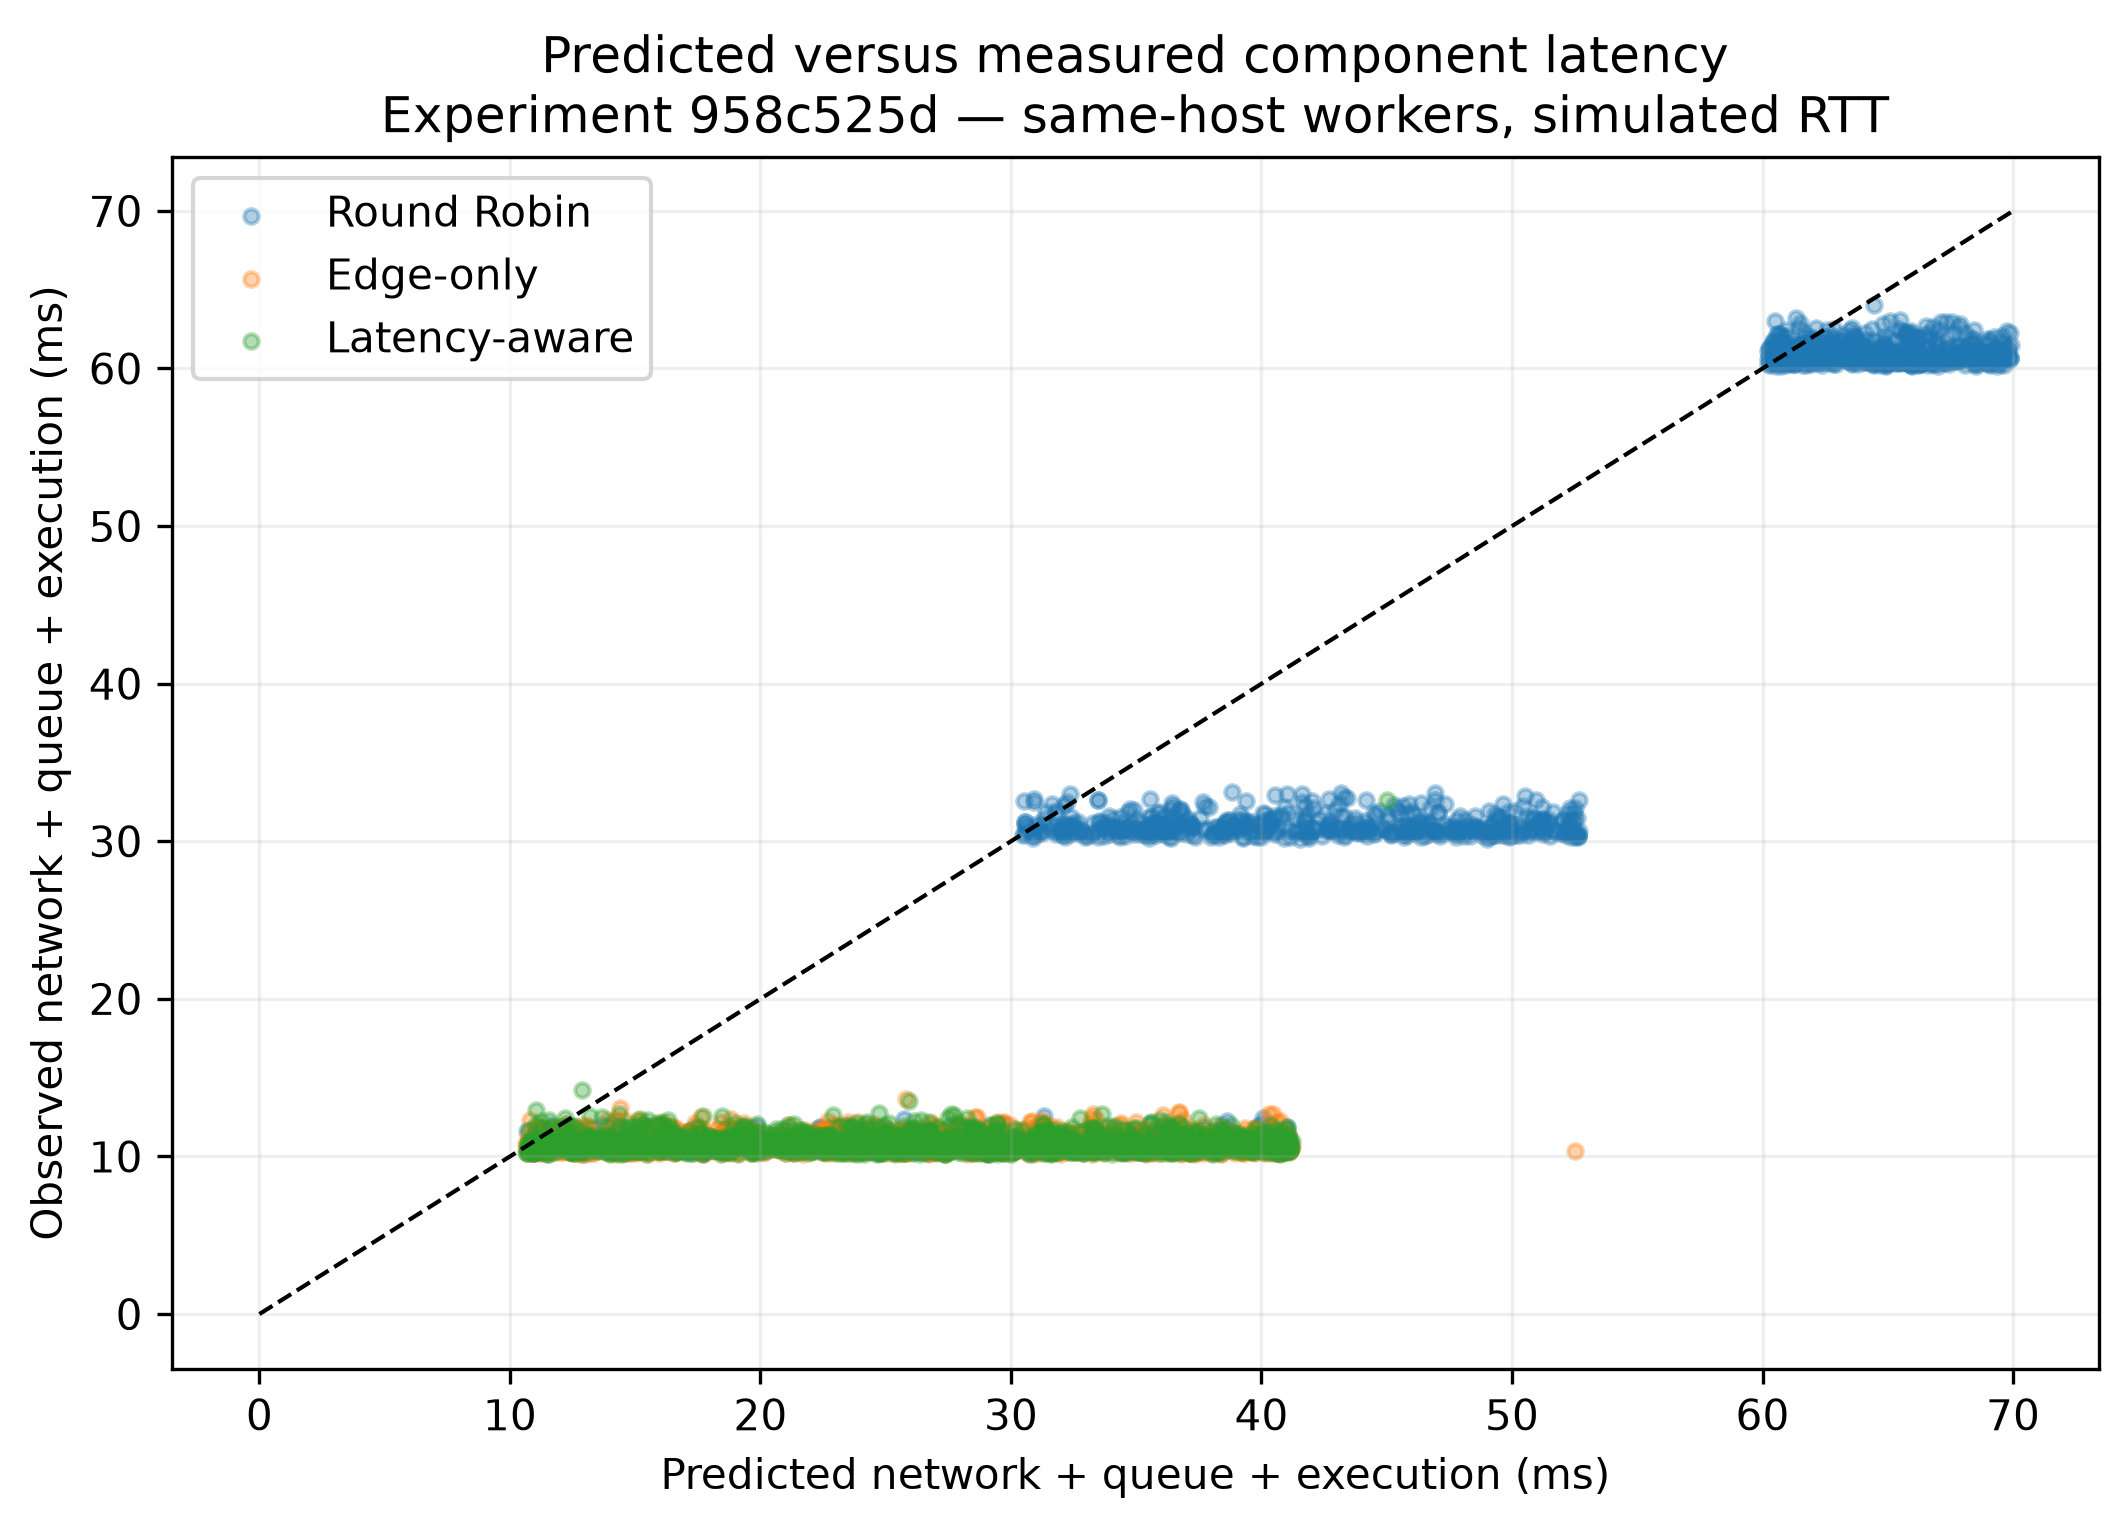 Predicted versus measured component latency
Experiment 958c525d — same-host workers, simulated RTT
Round Robin
Edge-only
Latency-aware
Observed network + queue + execution (ms)
70
60
50
40
30
20
10
0
0 10 20 30 40 50 60 70
Predicted network + queue + execution (ms)